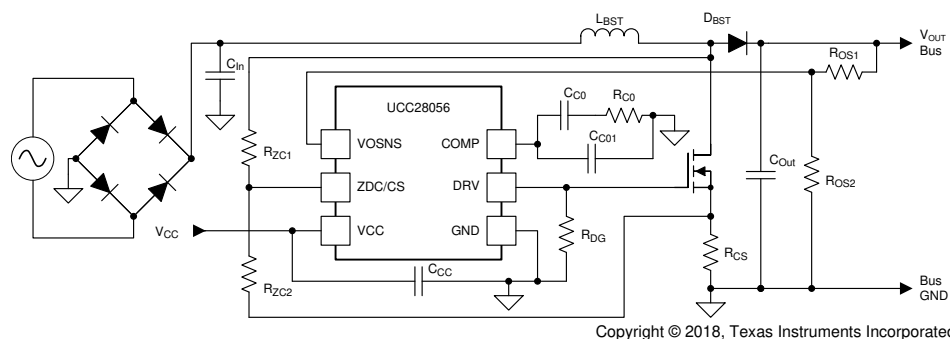 LBST
DBST
VOUT
Bus
CIn
ROS1
UCC28056
CC0
RC0
VOSNS
COMP
CC01
RZC1
COut
ROS2
ZDC/CS
DRV
VCC
VCC
GND
RDG
RCS
CCC
RZC2
Bus
GND
Copyright © 2018, Texas Instruments Incorporated